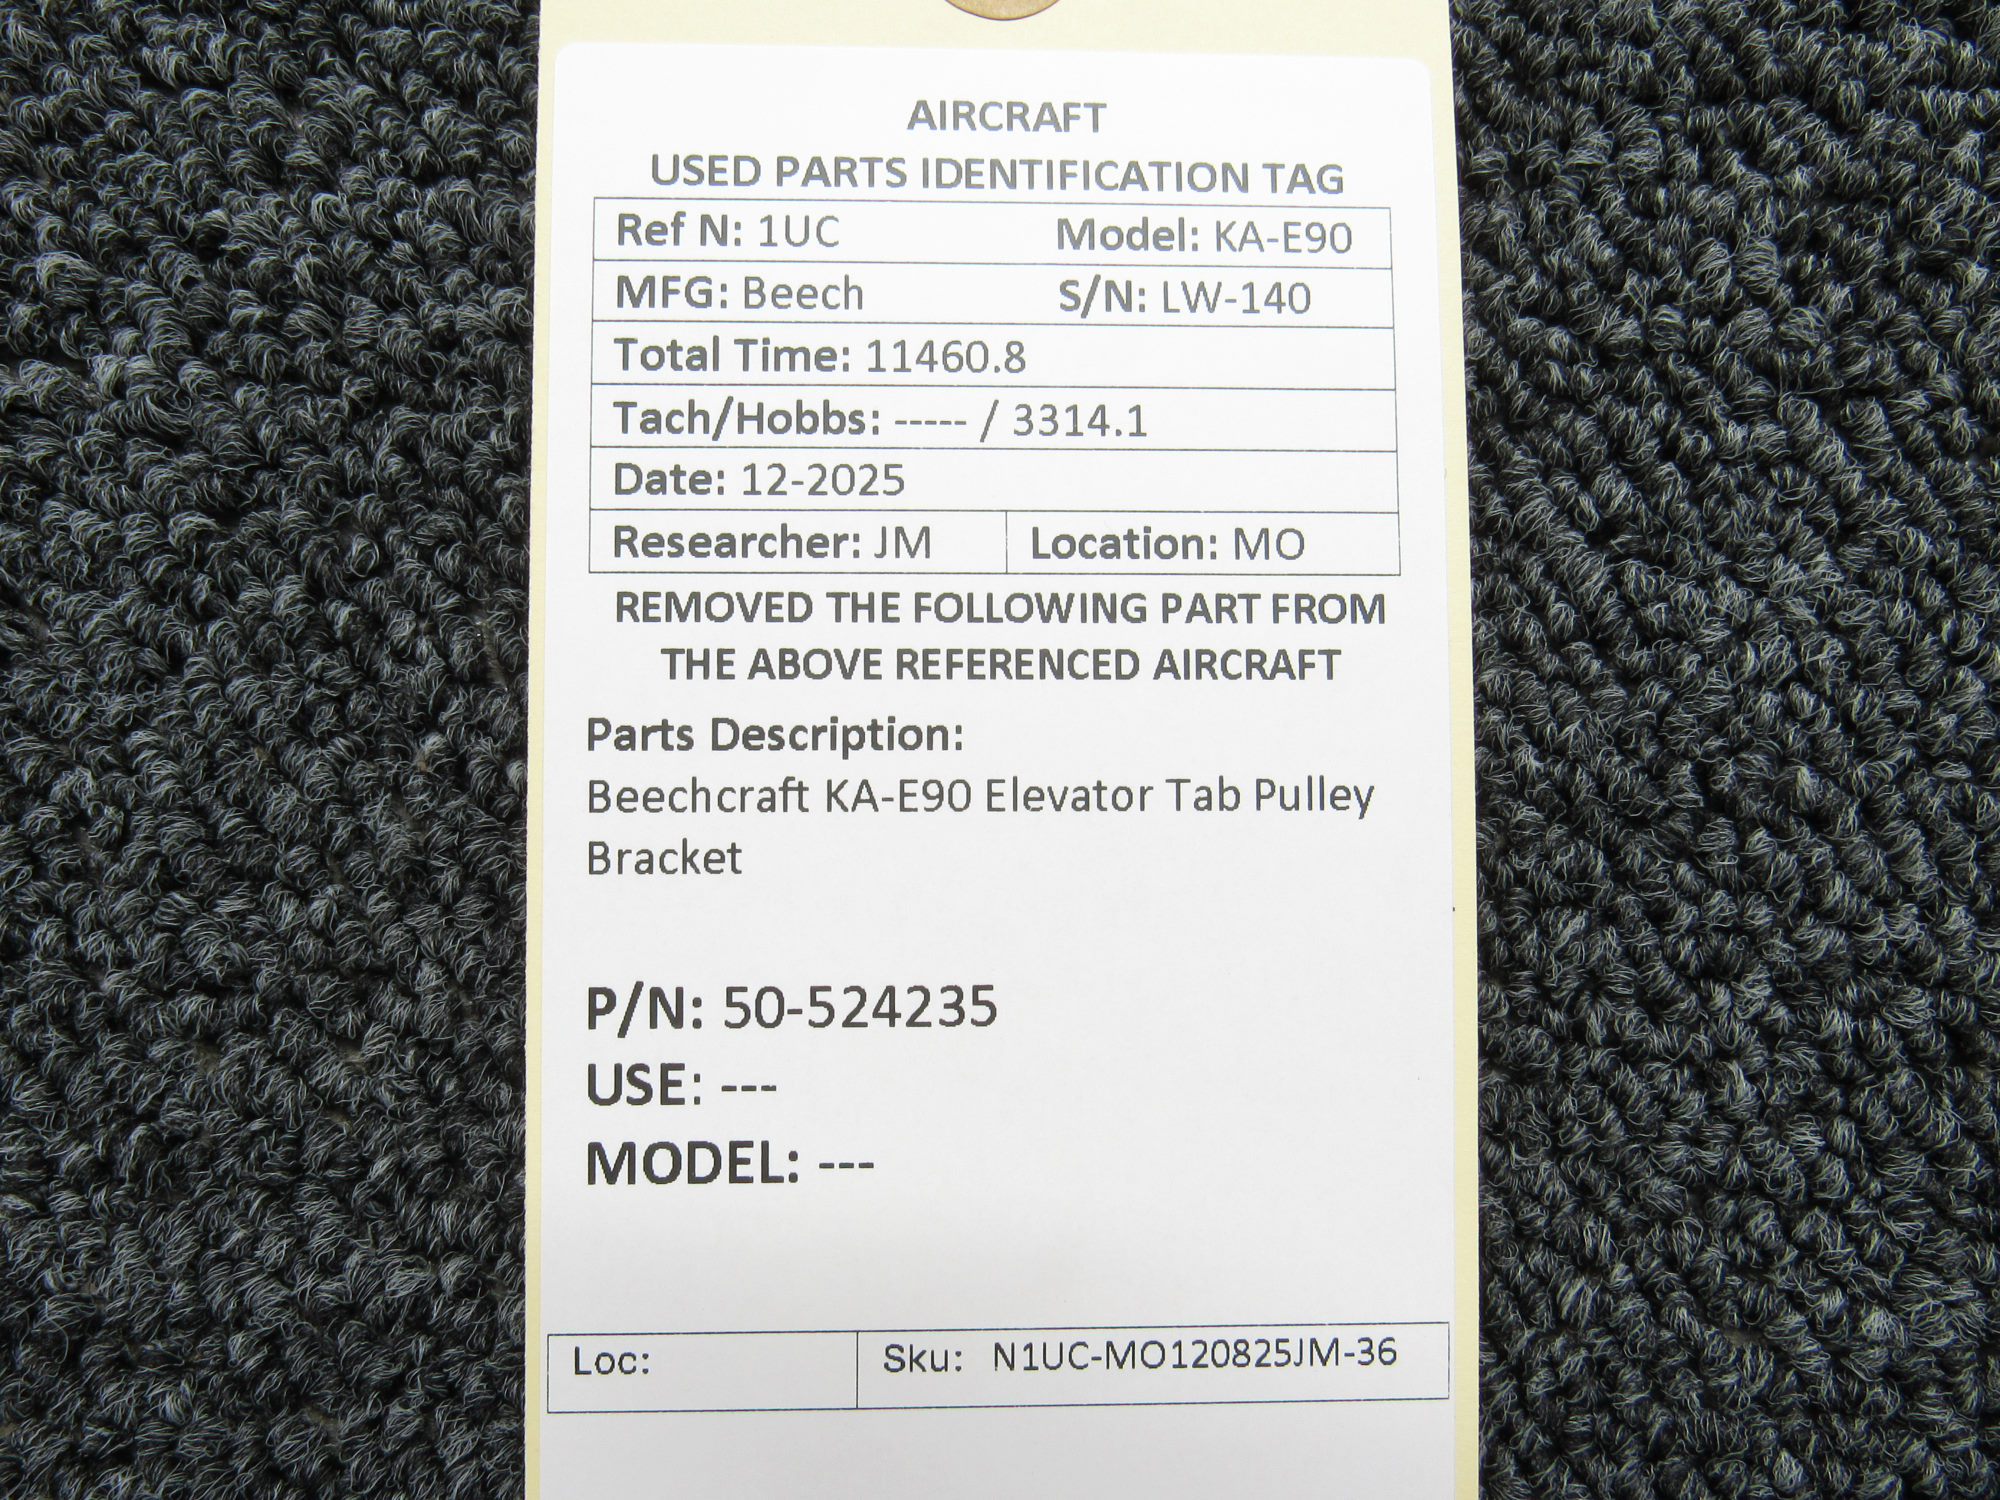 AIRCRAFT
USED PARTS IDENTIFICATION TAG
Ref N: 1UC Model: KA-E90
MFG: Beech S/N: LW-140
Total Time: 11460.8
Tach/Hobbs: ----- / 3314.1
Date: 12-2025
Researcher: JM Location: MO
REMOVED THE FOLLOWING PART FROM
THE ABOVE REFERENCED AIRCRAFT
Parts Description:
Beechcraft KA-E90 Elevator Tab Pulley
Bracket
P/N: 50-524235
USE: ---
MODEL: ---
Loc: Sku: N1UC-MO120825JM-36